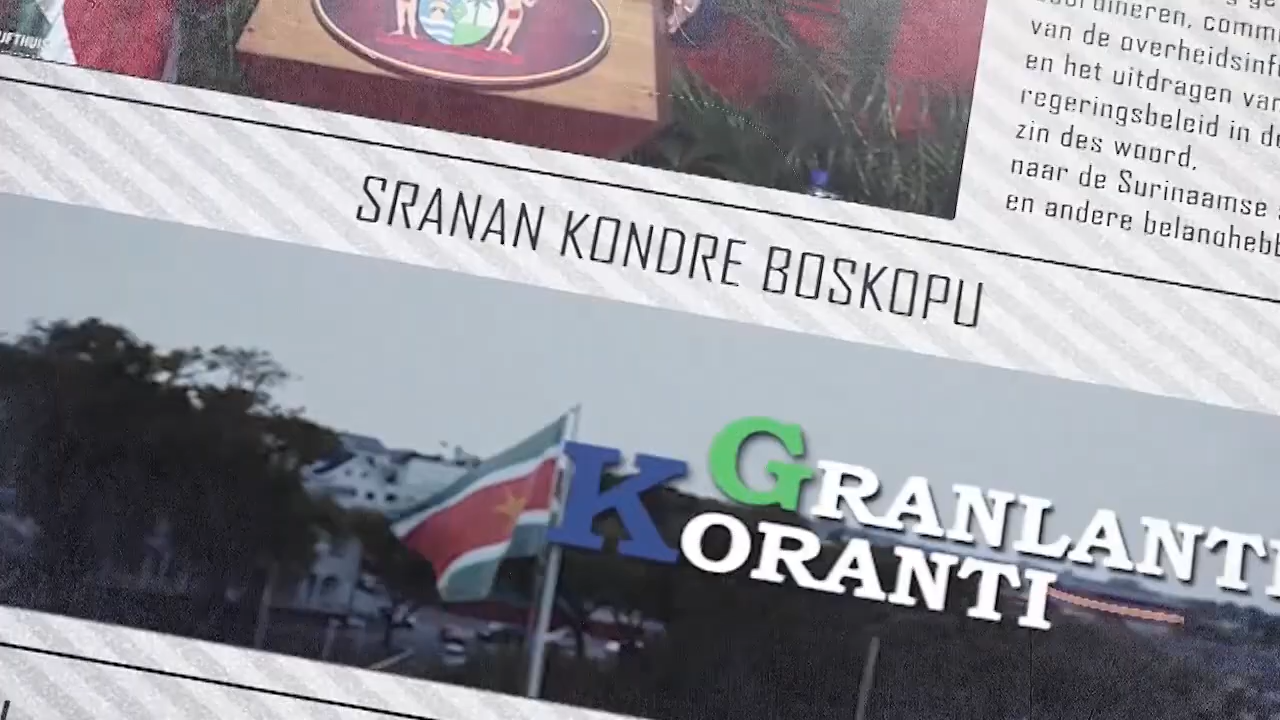 van de overheidsinf
en het uitdragen van
regeringsbeleid in d
zin des woord,
naar de Surinaamse
en andere belanghebb
SRANAN KONDRE BOSKOPU
GRANLANTI
KORANTI